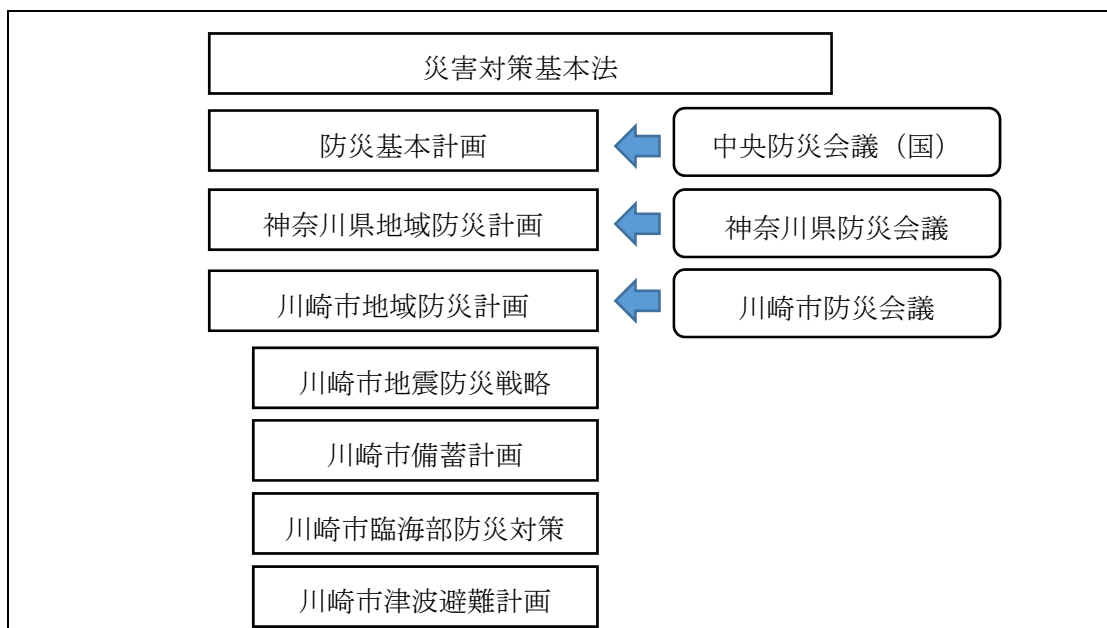 災害対策基本法
防災基本計画
中央防災会議（国）
神奈川県地域防災計画
神奈川県防災会議
川崎市地域防災計画
川崎市防災会議
川崎市地震防災戦略
川崎市備蓄計画
川崎市臨海部防災対策
川崎市津波避難計画